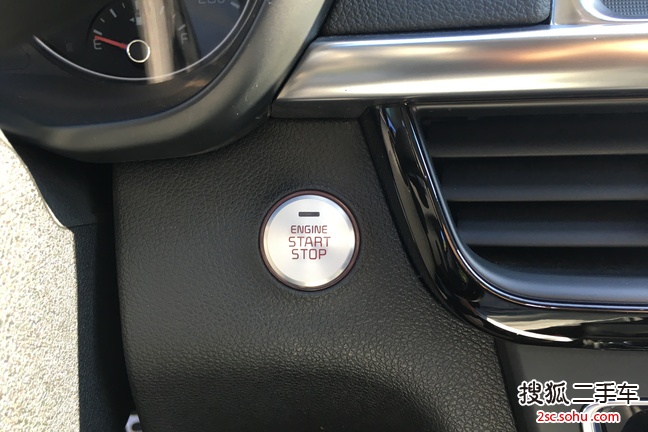 E
F
ENGINE
START
STOP
搜狐二手车
2sc.sohu.com